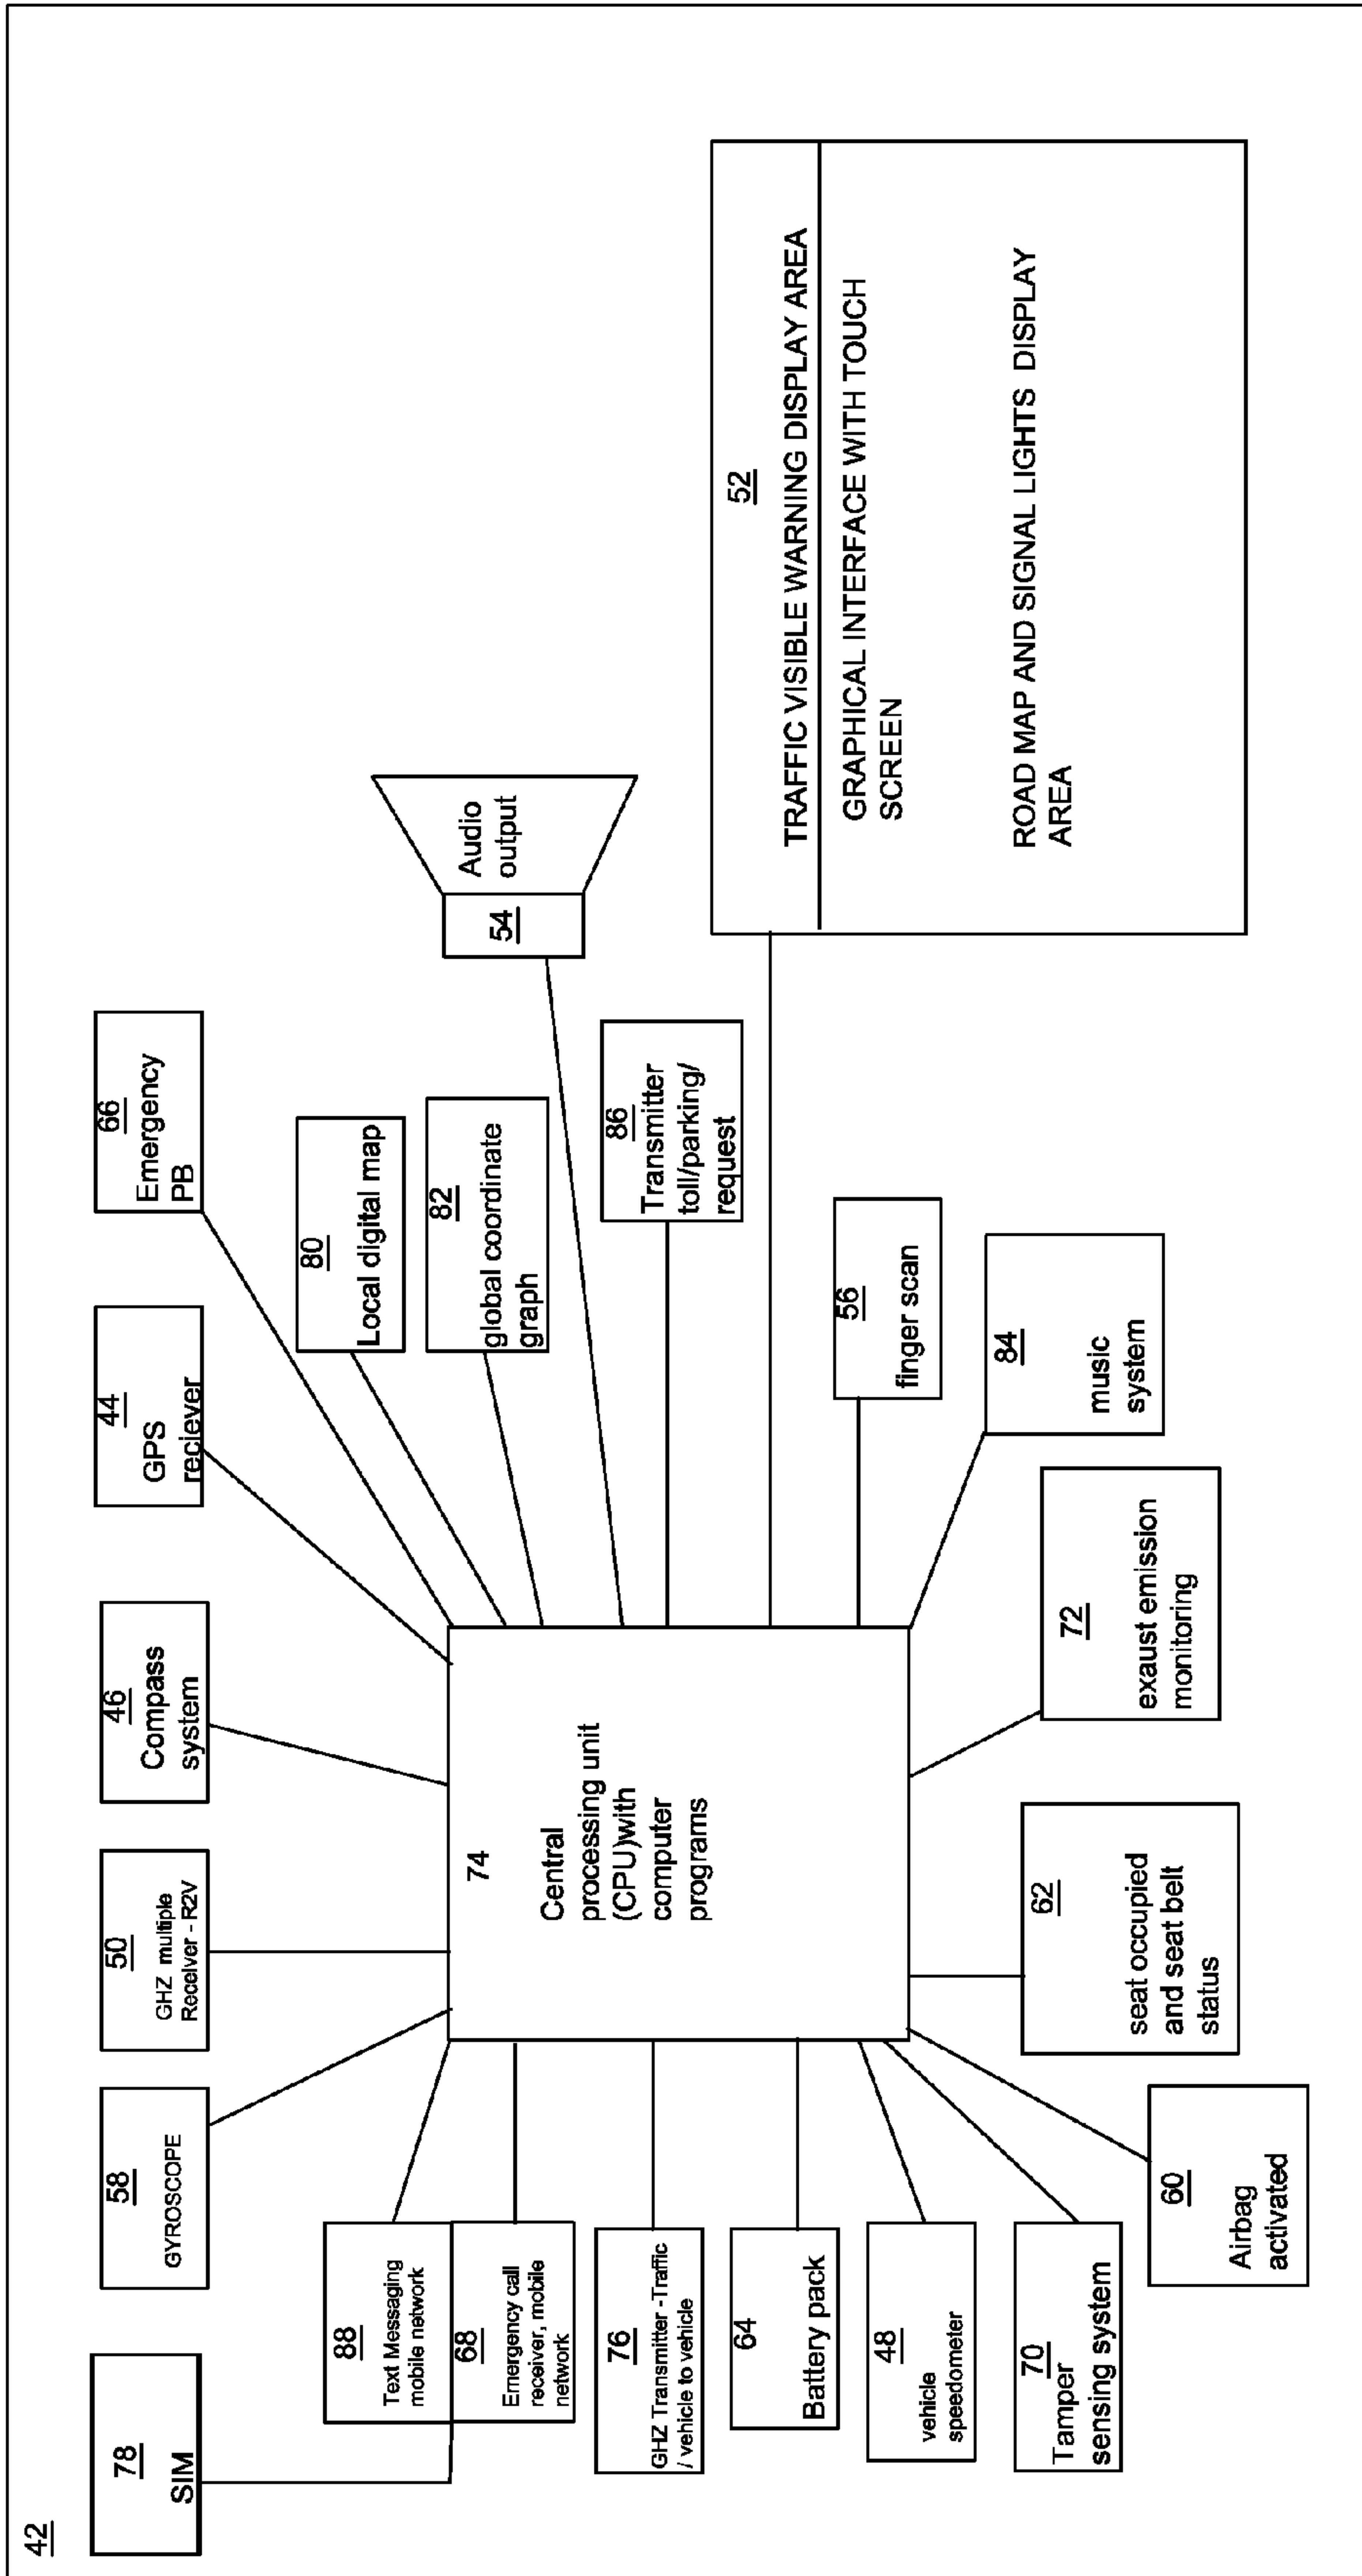 42
78
SIM
58
GYROSCOPE
50
GHZ multiple
Receiver - R2V
46
Compass
system
44
GPS
reciever
66
Emergency
PB
88
Text Messaging
mobile network
68
Emergency call
receiver, mobile
network
76
GHZ Transmitter -Traffic
/ vehicle to vehicle
64
Battery pack
48
vehicle
speedometer
70
Tamper
sensing system
60
Airbag
activated
74
Central
processing unit
(CPU)with
computer
programs
62
seat occupied
and seat belt
status
72
exaust emission
monitoring
84
music
system
56
finger scan
80
Local digital map
82
global coordinate
graph
86
Transmitter
toll/parking/
request
54
Audio
output
52
TRAFFIC VISIBLE WARNING DISPLAY AREA
GRAPHICAL INTERFACE WITH TOUCH
SCREEN
ROAD MAP AND SIGNAL LIGHTS DISPLAY
AREA